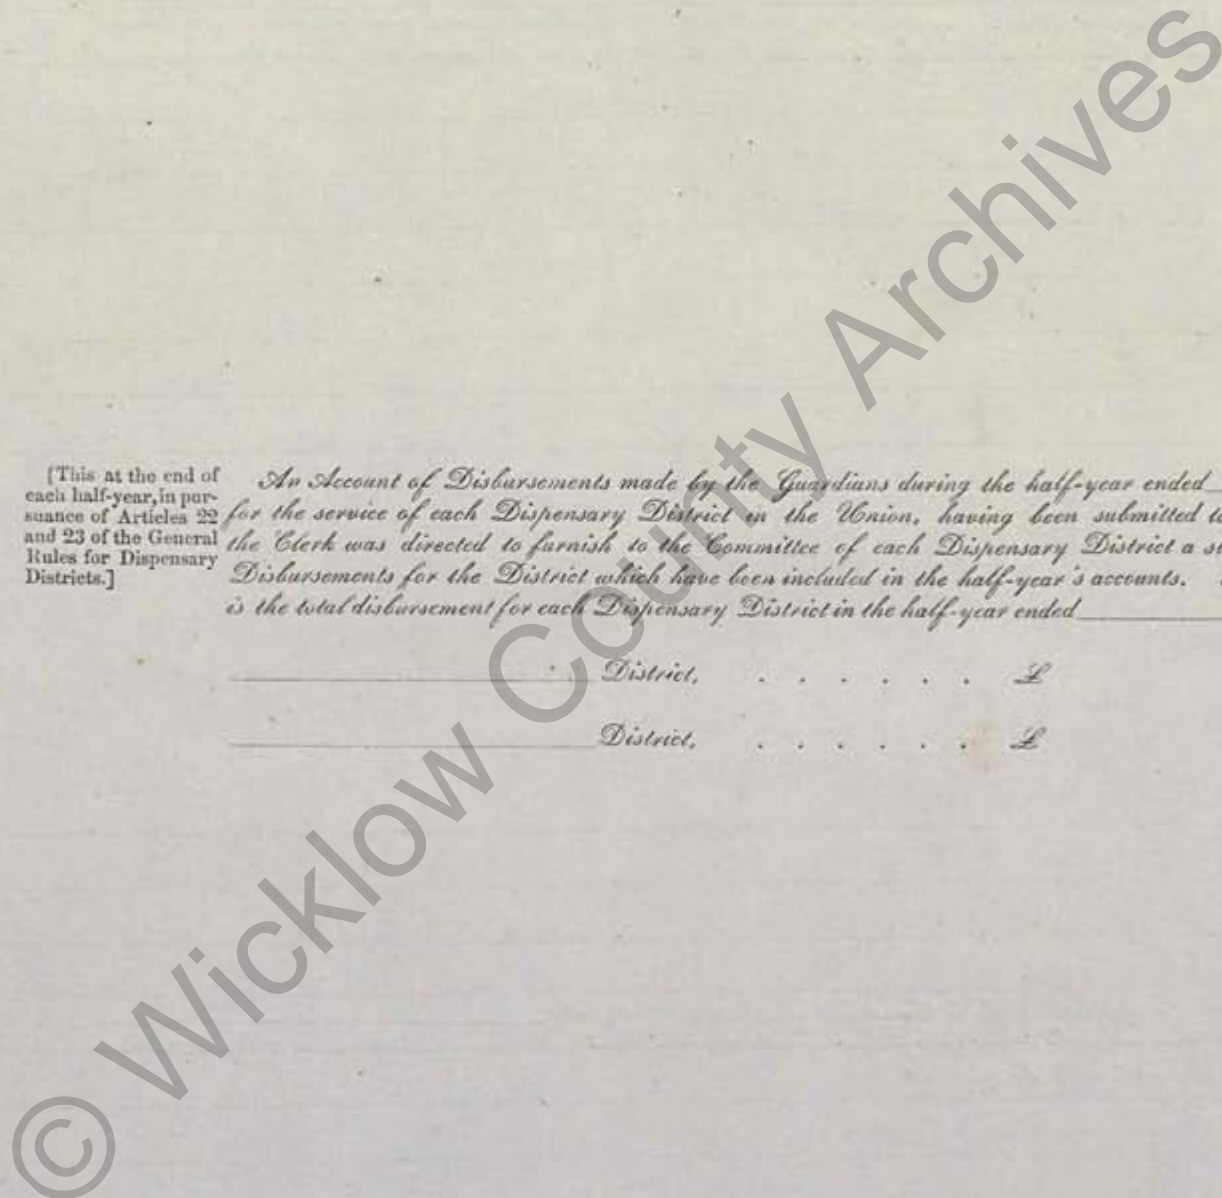 [This at the end of
each half-year, in pur-
suance of Articles 22
and 23 of the General
Rules for Dispensary
Districts.]
An Account of Disbursements made by the Guardians during the half-year ended
for the service of each Dispensary District in the Union, having been submitted to
the Clerk was directed to furnish to the Committee of each Dispensary District a st
Disbursements for the District which have been included in the half-year's accounts.
is the total disbursement for each Dispensary District in the half-year ended
District, . . . . . . £
District, . . . . . . £
© Wicklow County Archives